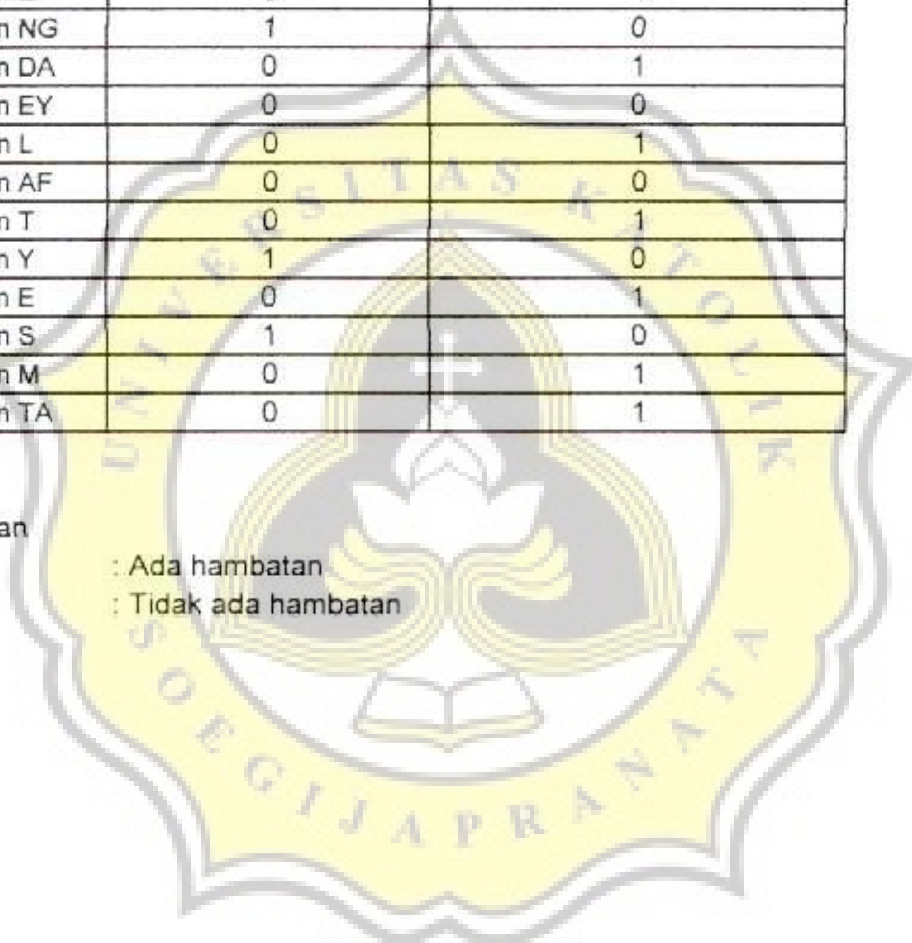 n NG 1 0
n DA 0 1
n EY 0 0
n L 0 1
n AF 0 0
n T 0 1
n Y 1 0
n E 0 1
n S 1 0
n M 0 1
n TA 0 1
an
: Ada hambatan
: Tidak ada hambatan
UNIVERSITAS KATOLIK
SOEGIJAPRANATA